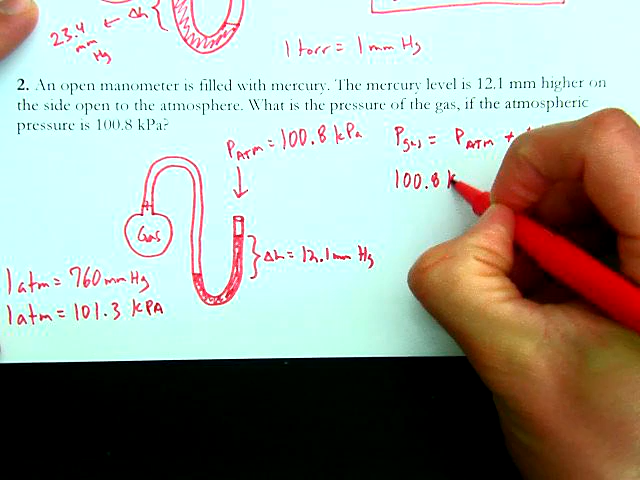 23.4 mm Hg ← Δh {
1 torr = 1 mm Hg
2. An open manometer is filled with mercury. The mercury level is 12.1 mm higher on
the side open to the atmosphere. What is the pressure of the gas, if the atmospheric
pressure is 100.8 kPa?
PATM = 100.8 kPa
Pgas = PATM +
100.8 k
Gas
Δh = 12.1 mm Hg
1 atm = 760 mm Hg
1 atm = 101.3 KPA